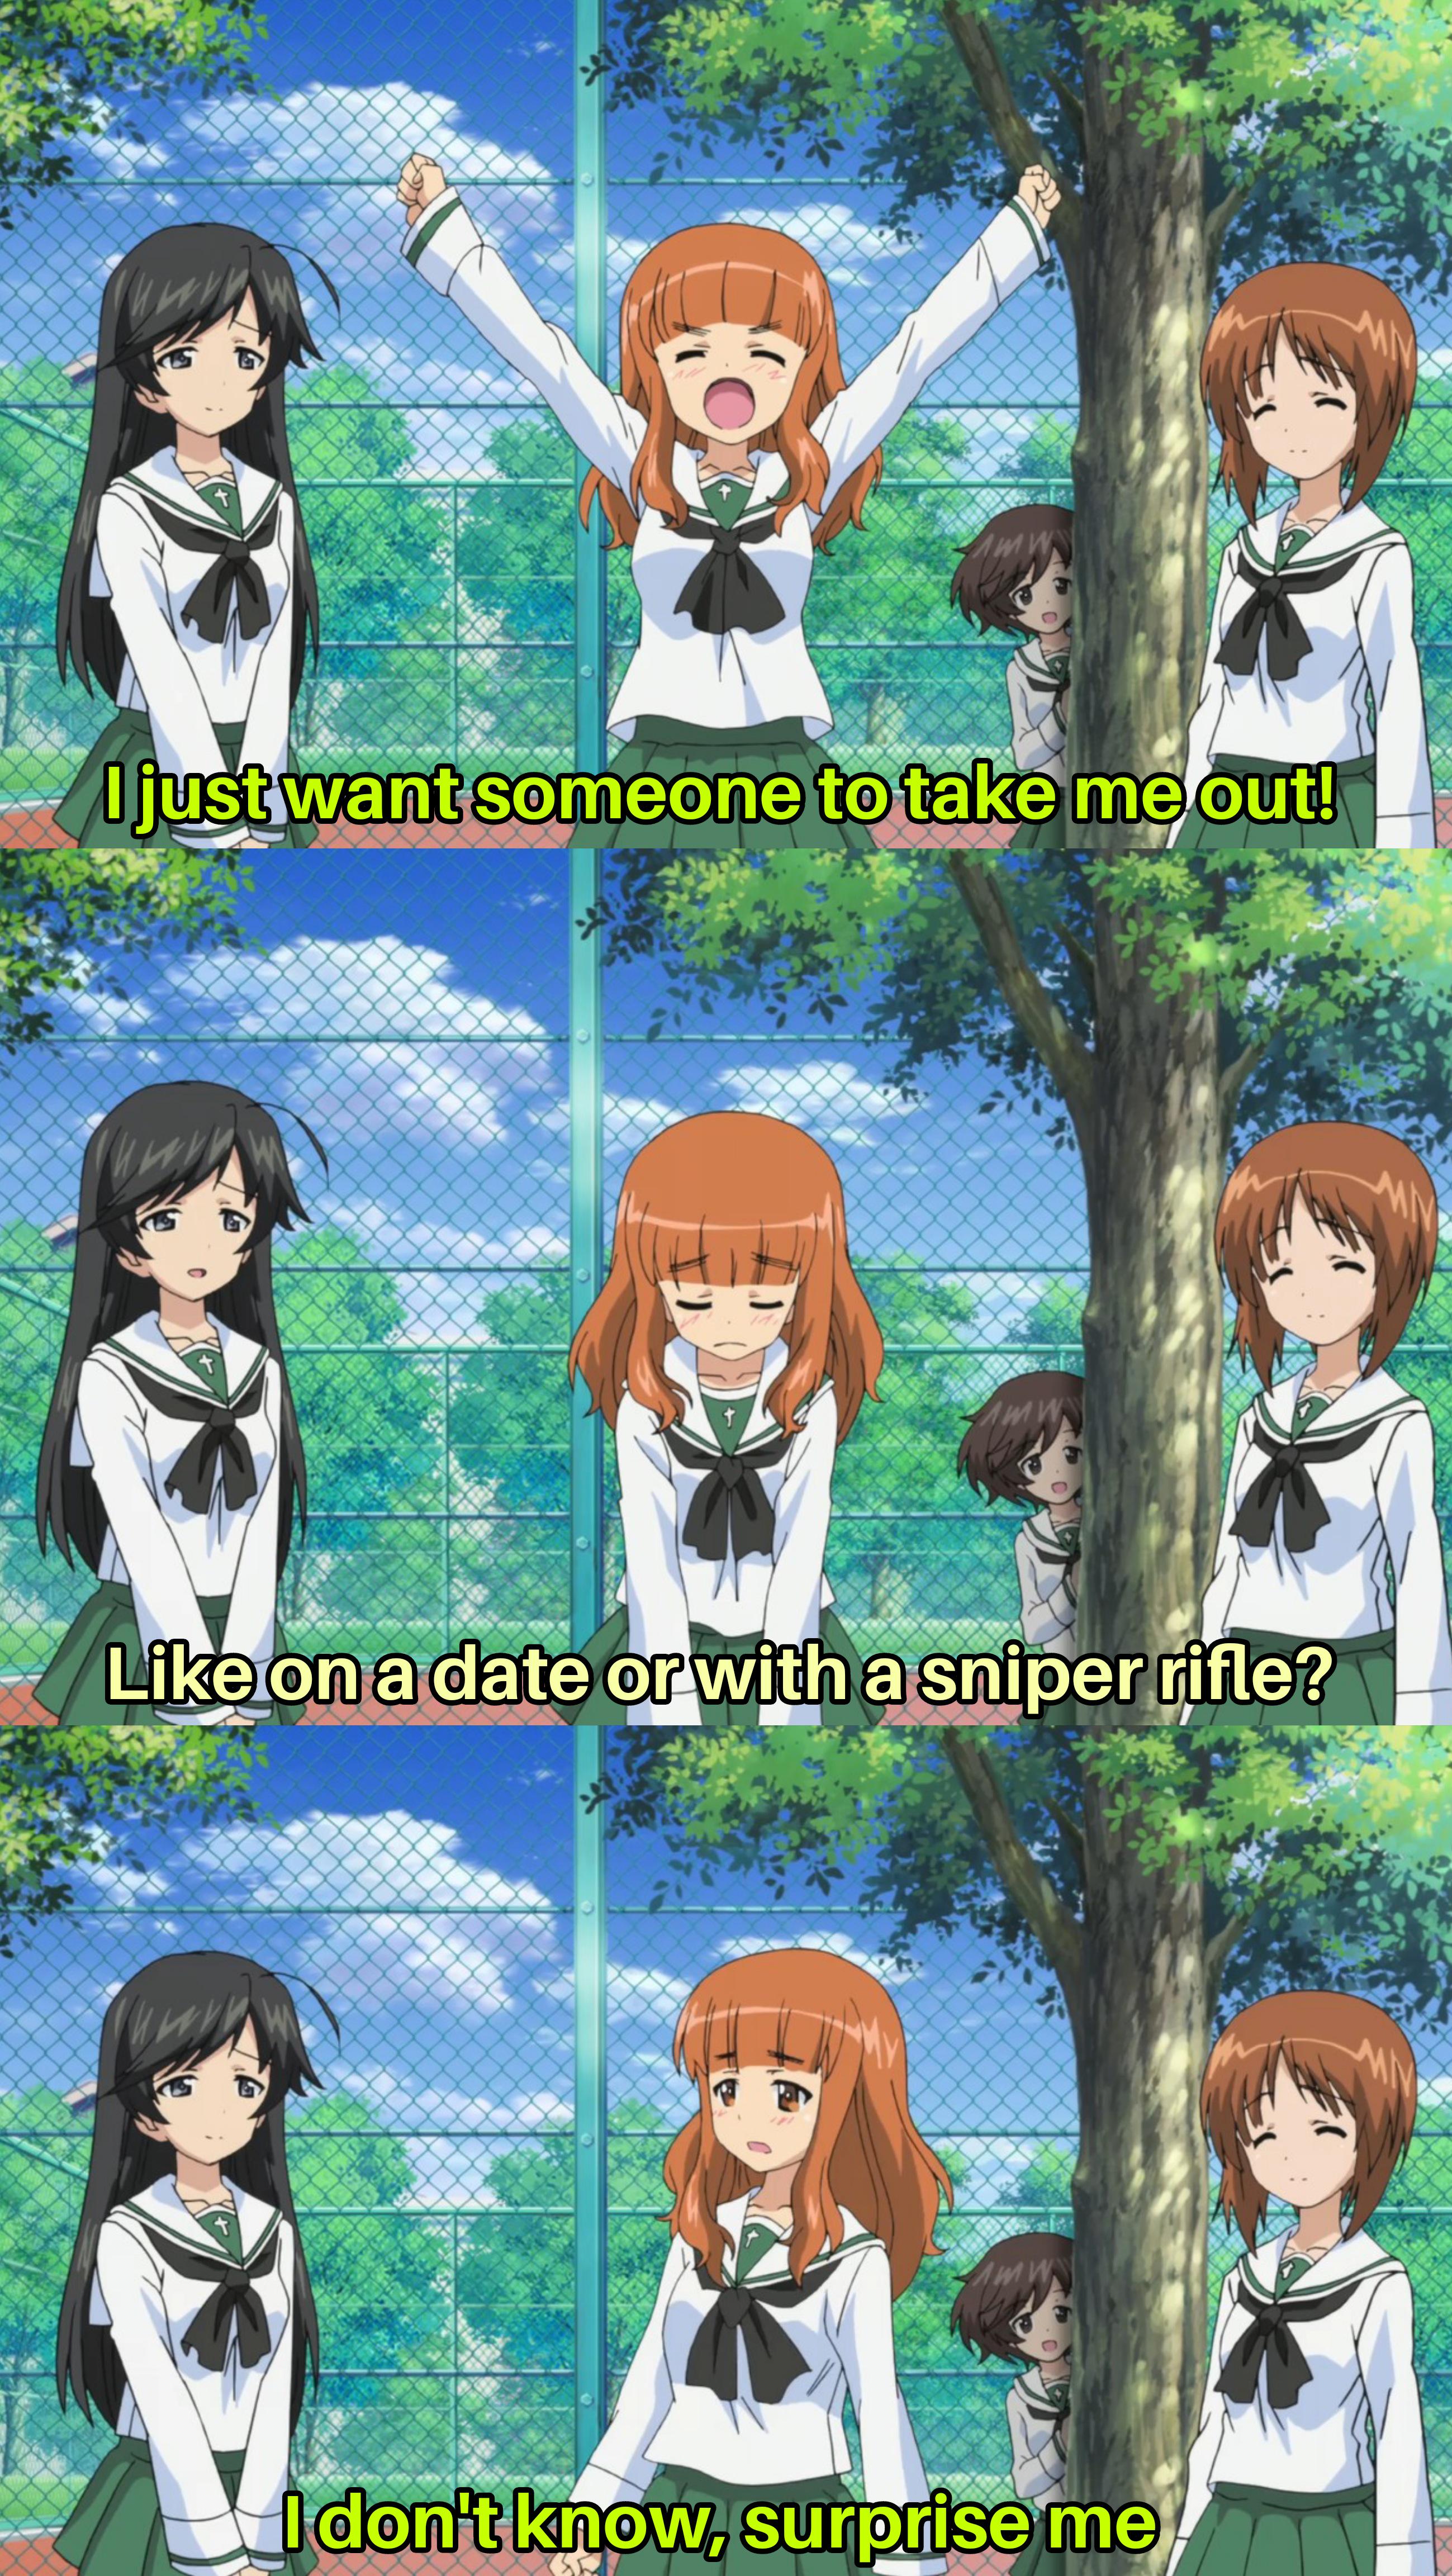 I just want someone to take me out!
Like on a date or with a sniper rifle?
I don't know, surprise me